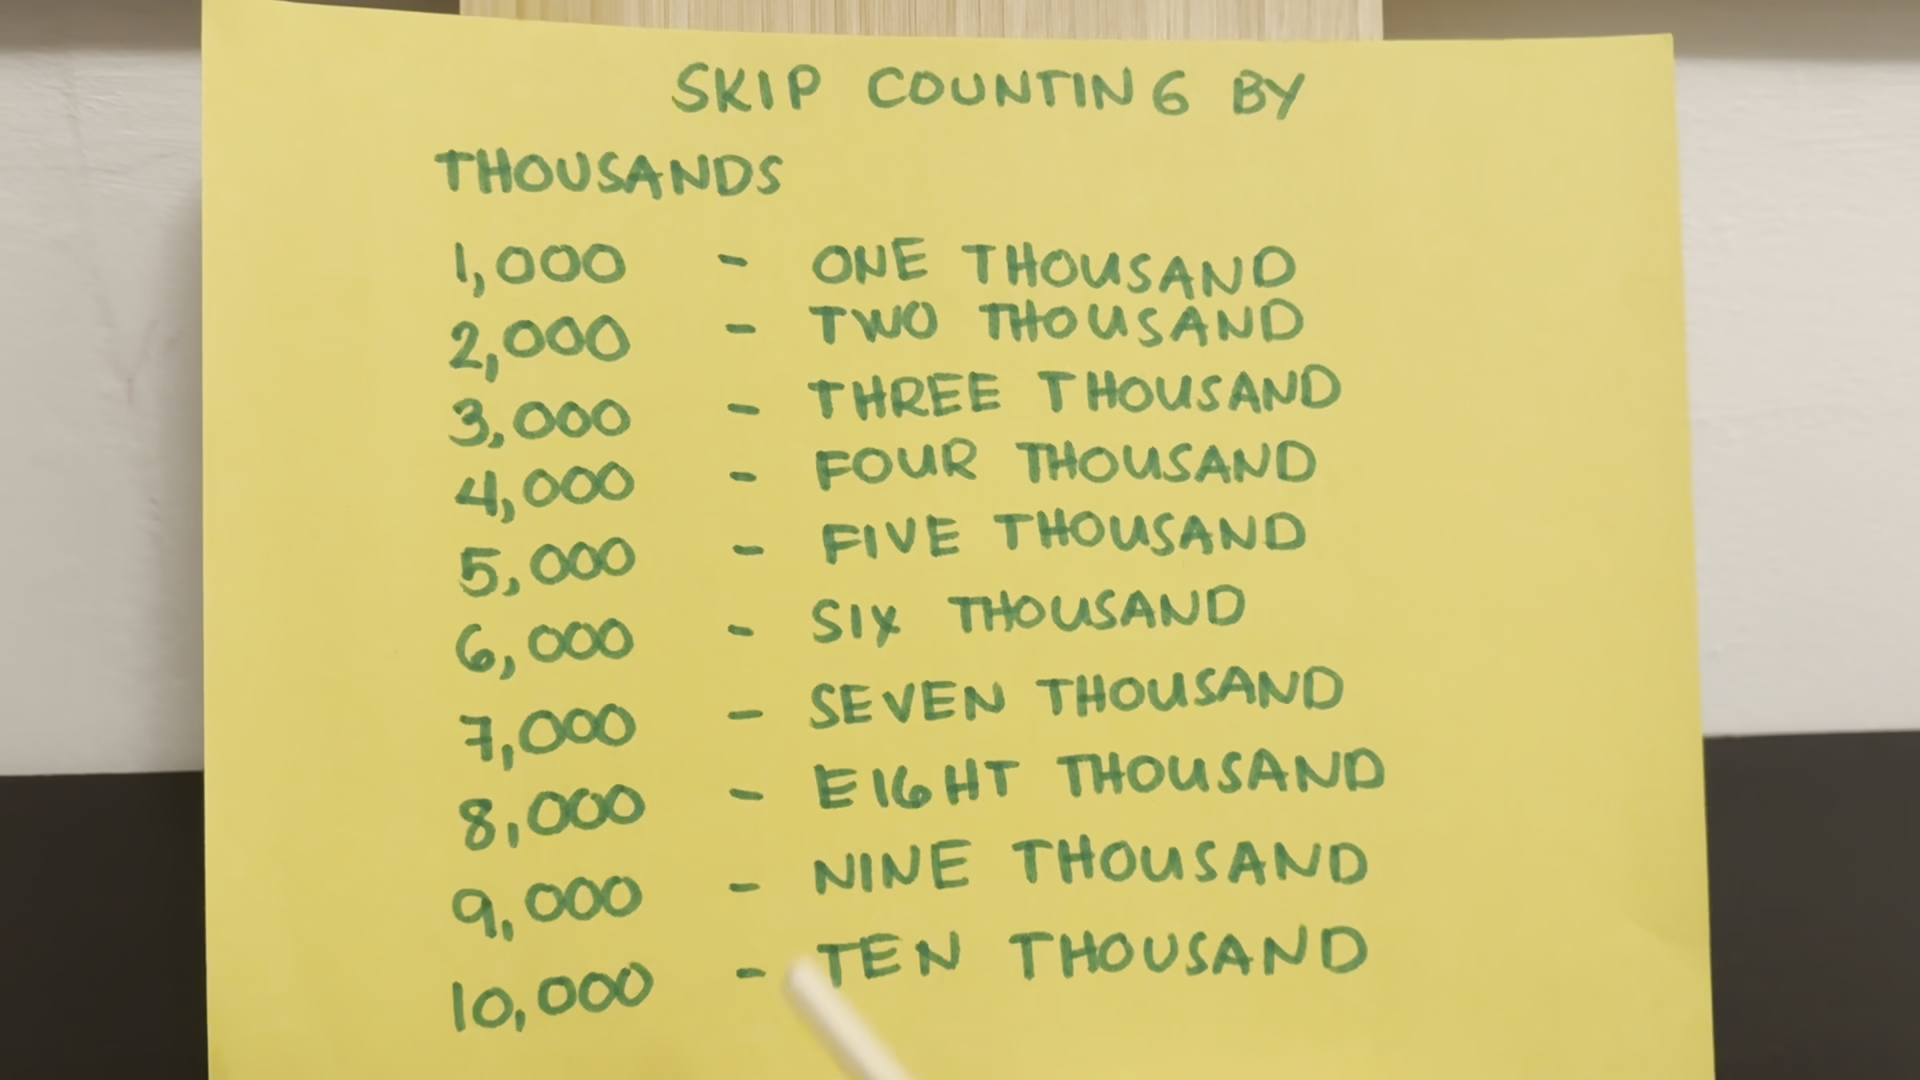 SKIP COUNTING BY
THOUSANDS
1,000 - ONE THOUSAND
2,000 - TWO THOUSAND
3,000 - THREE THOUSAND
4,000 - FOUR THOUSAND
5,000 - FIVE THOUSAND
6,000 - SIX THOUSAND
7,000 - SEVEN THOUSAND
8,000 - EIGHT THOUSAND
9,000 - NINE THOUSAND
10,000 - TEN THOUSAND